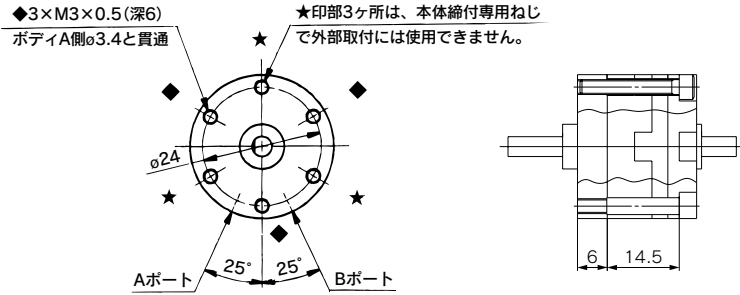 ◆3×M3×0.5(深6)
ボディA側ø3.4と貫通
★印部3ヶ所は、本体締付専用ねじ
で外部取付には使用できません。
★
◆
◆
ø24
★
★
◆
25°
25°
Aポート
Bポート
6
14.5